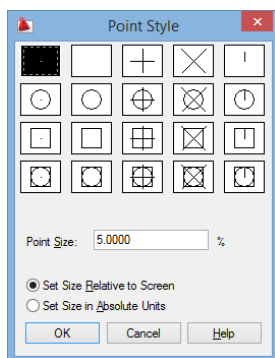 Point Style
Point Size: 5.0000 %
Set Size Relative to Screen
Set Size in Absolute Units
OK Cancel Help